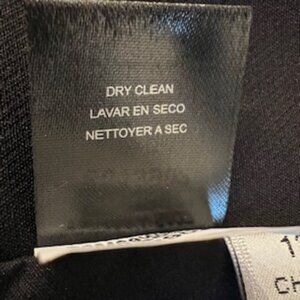 DRY CLEAN
LAVAR EN SECO
NETTOYER A SEC